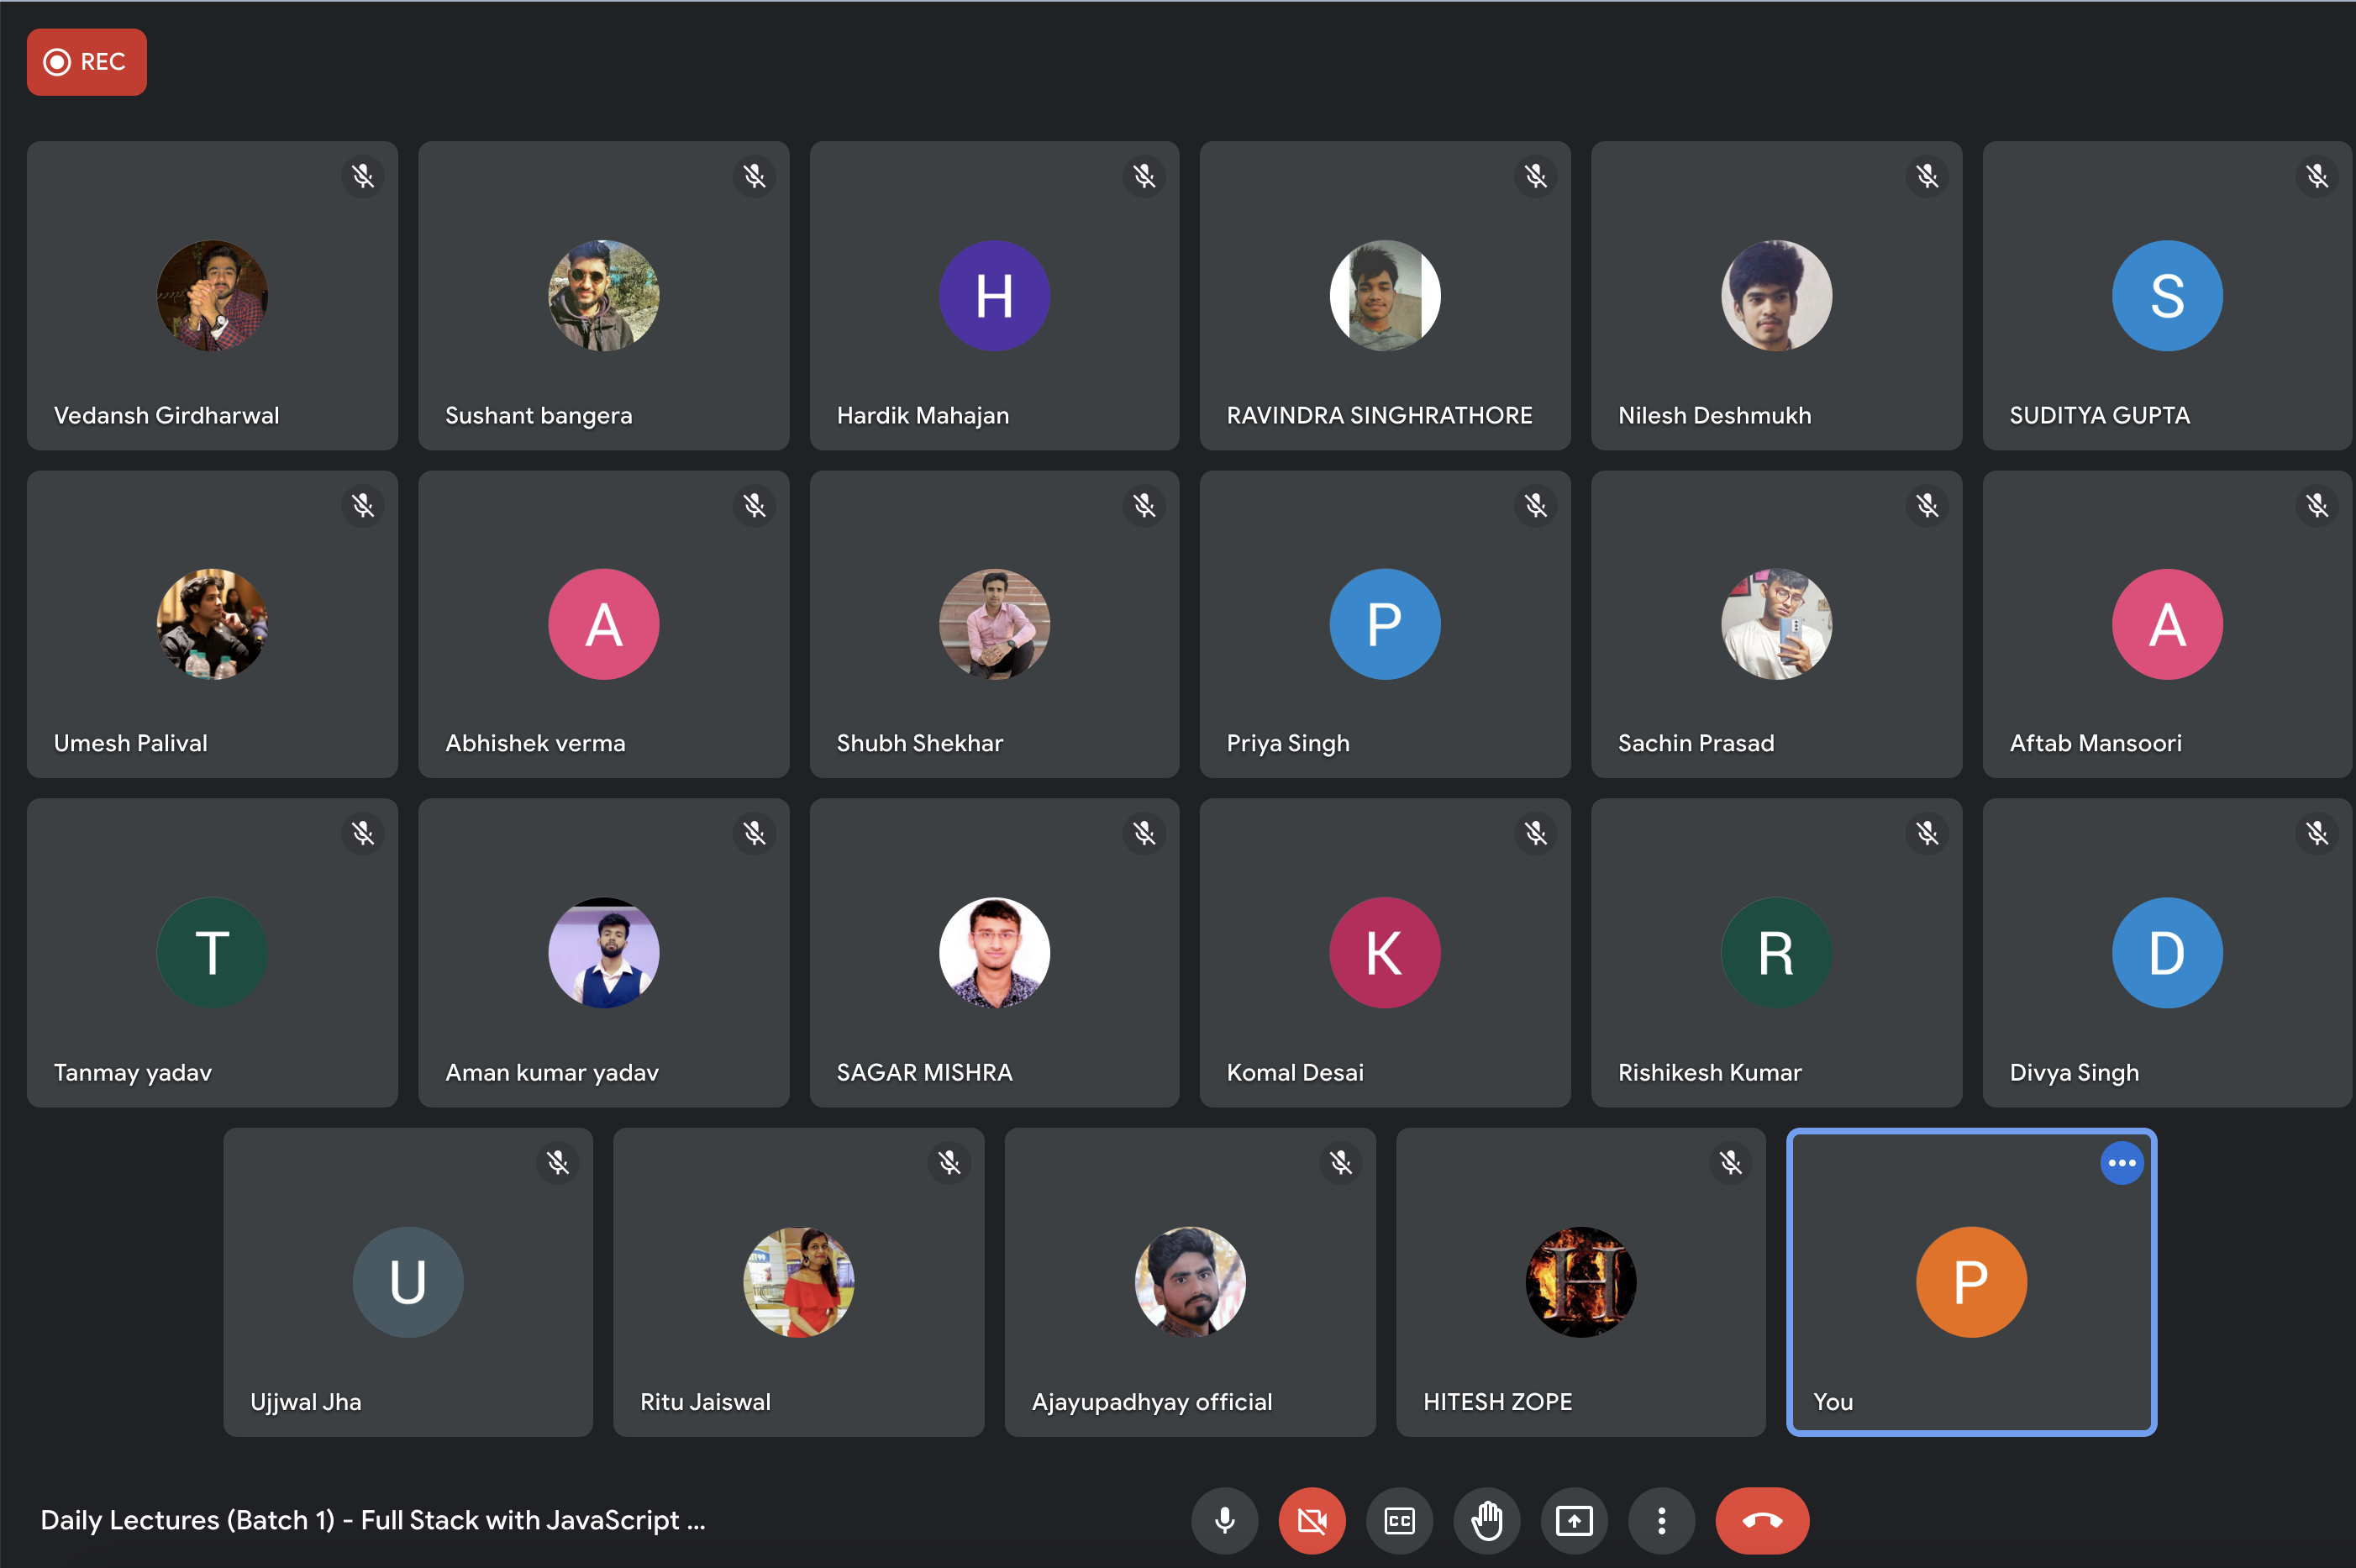 REC
Vedansh Girdharwal
Sushant bangera
H
Hardik Mahajan
RAVINDRA SINGHRATHORE
Nilesh Deshmukh
S
SUDITYA GUPTA
Umesh Palival
A
Abhishek verma
Shubh Shekhar
P
Priya Singh
Sachin Prasad
A
Aftab Mansoori
T
Tanmay yadav
Aman kumar yadav
SAGAR MISHRA
K
Komal Desai
R
Rishikesh Kumar
D
Divya Singh
U
Ujjwal Jha
Ritu Jaiswal
Ajayupadhyay official
H
HITESH ZOPE
P
You
Daily Lectures (Batch 1) - Full Stack with JavaScript ...
CC